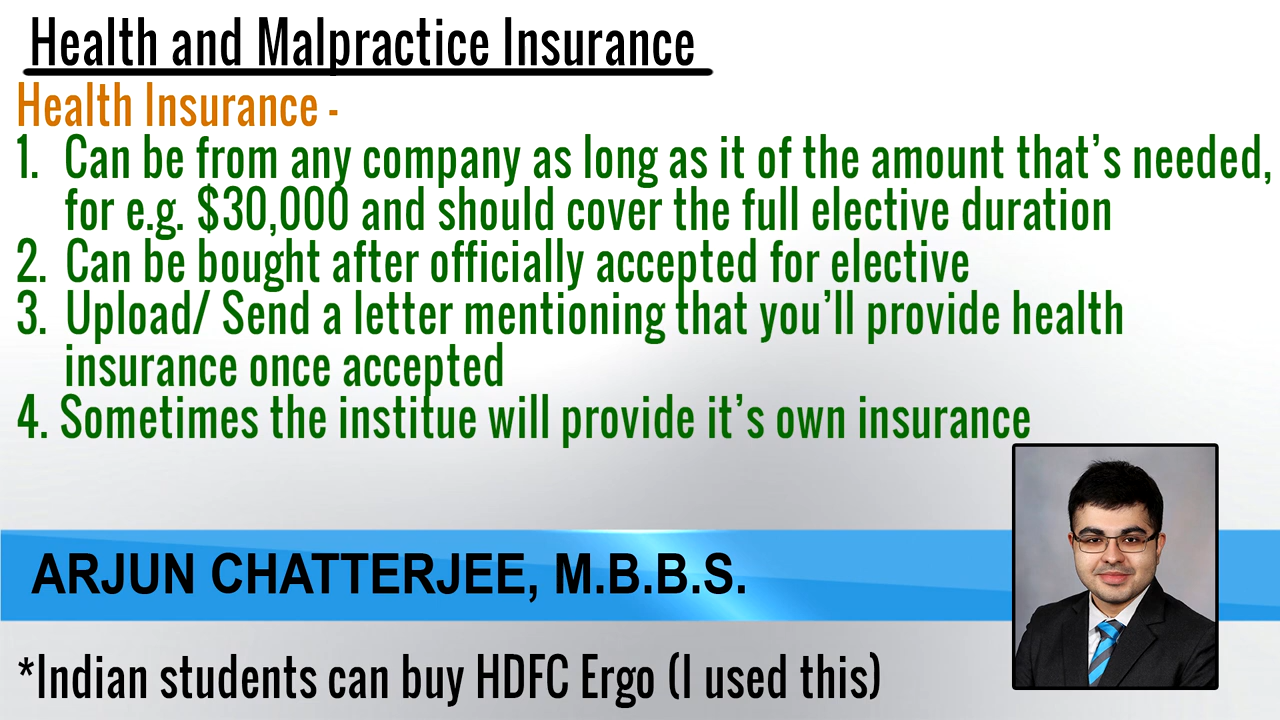 Health and Malpractice Insurance
Health Insurance -
1. Can be from any company as long as it of the amount that's needed,
for e.g. $30,000 and should cover the full elective duration
2. Can be bought after officially accepted for elective
3. Upload/ Send a letter mentioning that you'll provide health
insurance once accepted
4. Sometimes the institue will provide it's own insurance
ARJUN CHATTERJEE, M.B.B.S.
*Indian students can buy HDFC Ergo (I used this)